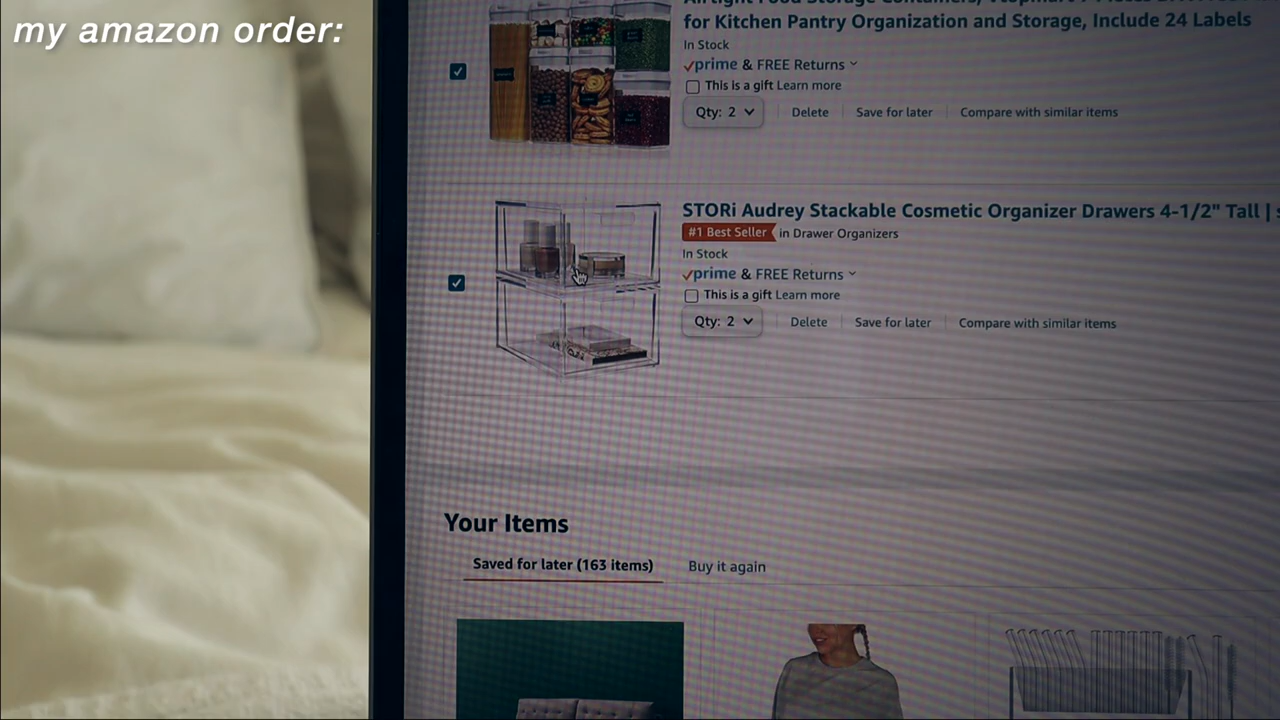 my amazon order:
for Kitchen Pantry Organization and Storage, Include 24 Labels
In Stock
prime & FREE Returns
This is a gift Learn more
Qty: 2 Delete Save for later Compare with similar items
STORi Audrey Stackable Cosmetic Organizer Drawers 4-1/2" Tall |
#1 Best Seller in Drawer Organizers
In Stock
prime & FREE Returns
This is a gift Learn more
Qty: 2 Delete Save for later Compare with similar items
Your Items
Saved for later (163 items) Buy it again